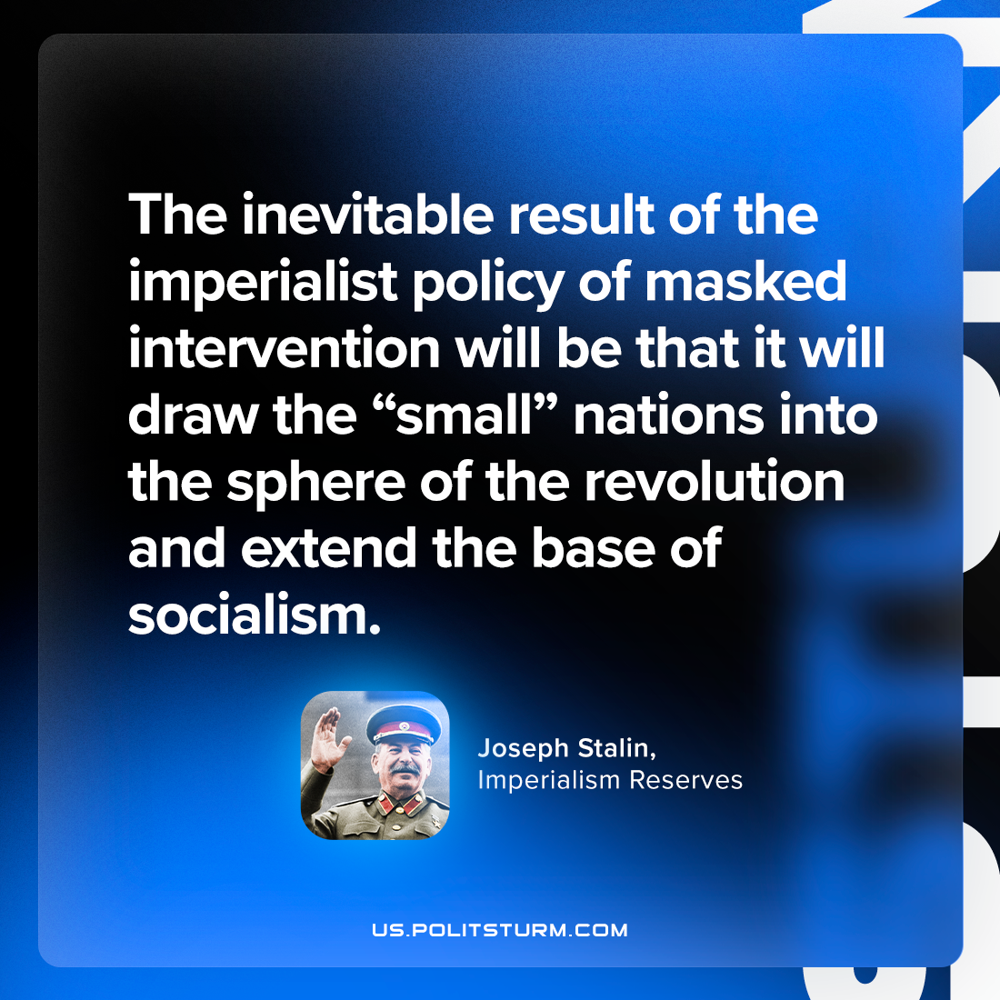 The inevitable result of the
imperialist policy of masked
intervention will be that it will
draw the “small” nations into
the sphere of the revolution
and extend the base of
socialism.
Joseph Stalin,
Imperialism Reserves
US.POLITSTURM.COM